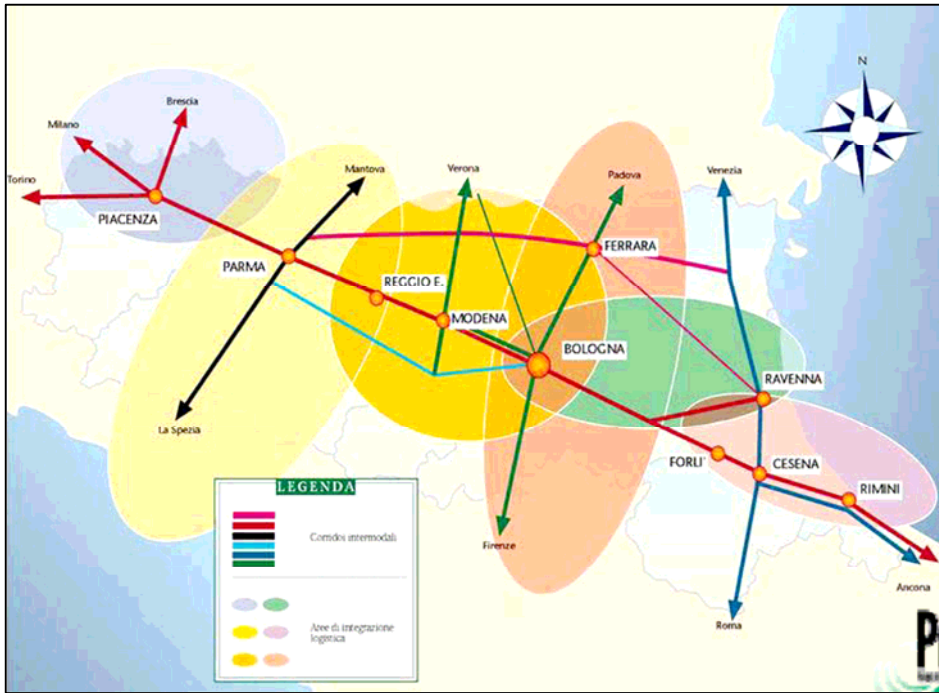 N
Brescia
Milano
Torino
Mantova
Verona
Padova
Venezia
PIACENZA
PARMA
FERRARA
REGGIO E.
MODENA
BOLOGNA
RAVENNA
La Spezia
FORLI'
CESENA
RIMINI
Firenze
Ancona
Roma
LEGENDA
Corridoi intermodali
Aree di integrazione
logistica